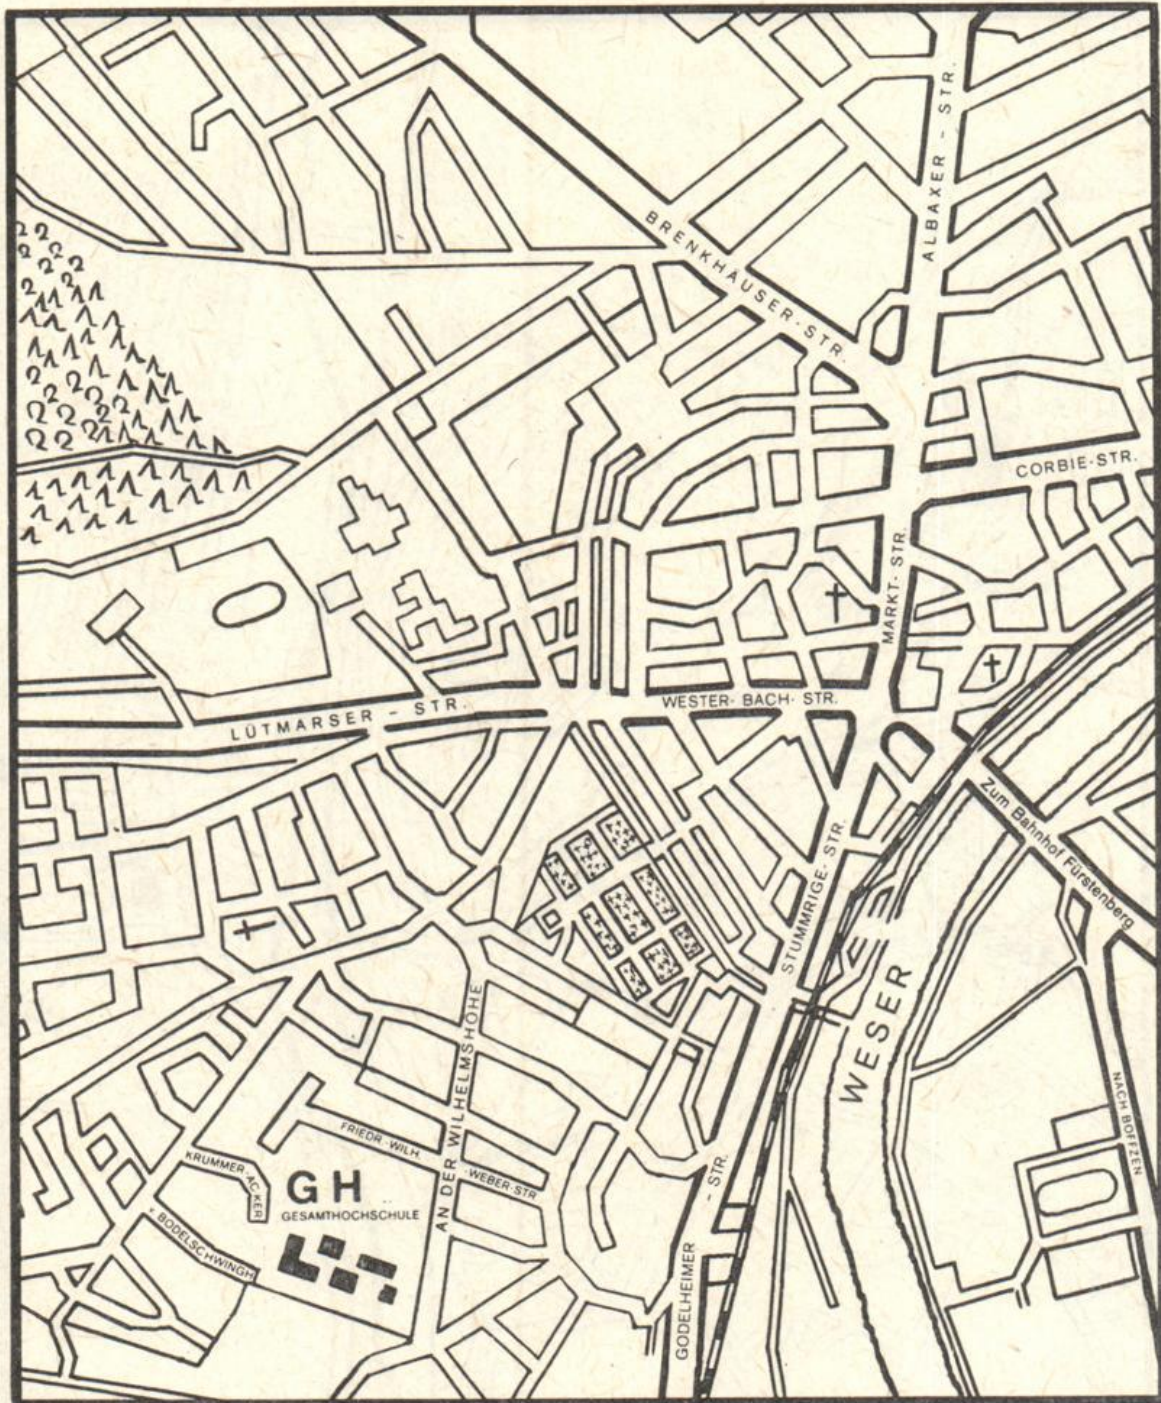 BRENKHAUSER-STR.
ALBAXER - STR.
CORBIE-STR.
MARKT-STR.
WESTER-BACH-STR.
LÜTMARSER - STR.
Zum Bahnhof Fürstenberg
STUMMRIGE-STR.
WESER
AN DER WILHELMSHÖHE
FRIEDR.-WILH.
-WEBER-STR
KRUMMER-ACKER
GH
GESAMTHOCHSCHULE
v. BODELSCHWINGH
GODELHEIMER
- STR.
NACH BOFFZEN